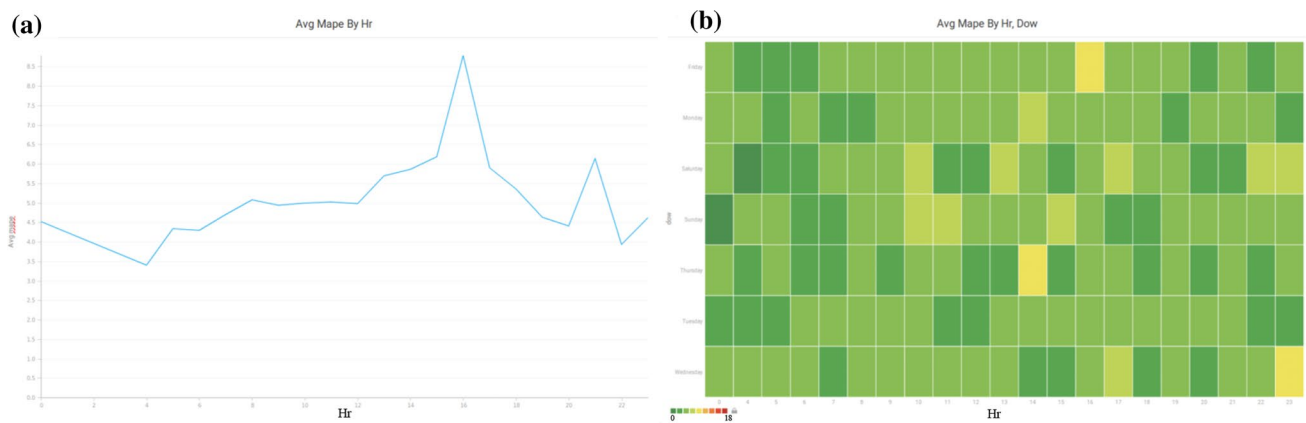 (a)
Avg Mape By Hr
8.5
8.0
7.5
7.0
6.5
6.0
5.5
5.0
4.5
4.0
3.5
3.0
2.5
2.0
1.5
1.0
0.5
0.0
Avg mape
0 2 4 6 8 10 12 14 16 18 20 22
Hr
(b)
Avg Mape By Hr, Dow
Friday
Monday
Saturday
Sunday
Thursday
Tuesday
Wednesday
dow
3 4 5 6 7 8 9 10 11 12 13 14 15 16 17 18 19 20 21 22 23
Hr
0 18